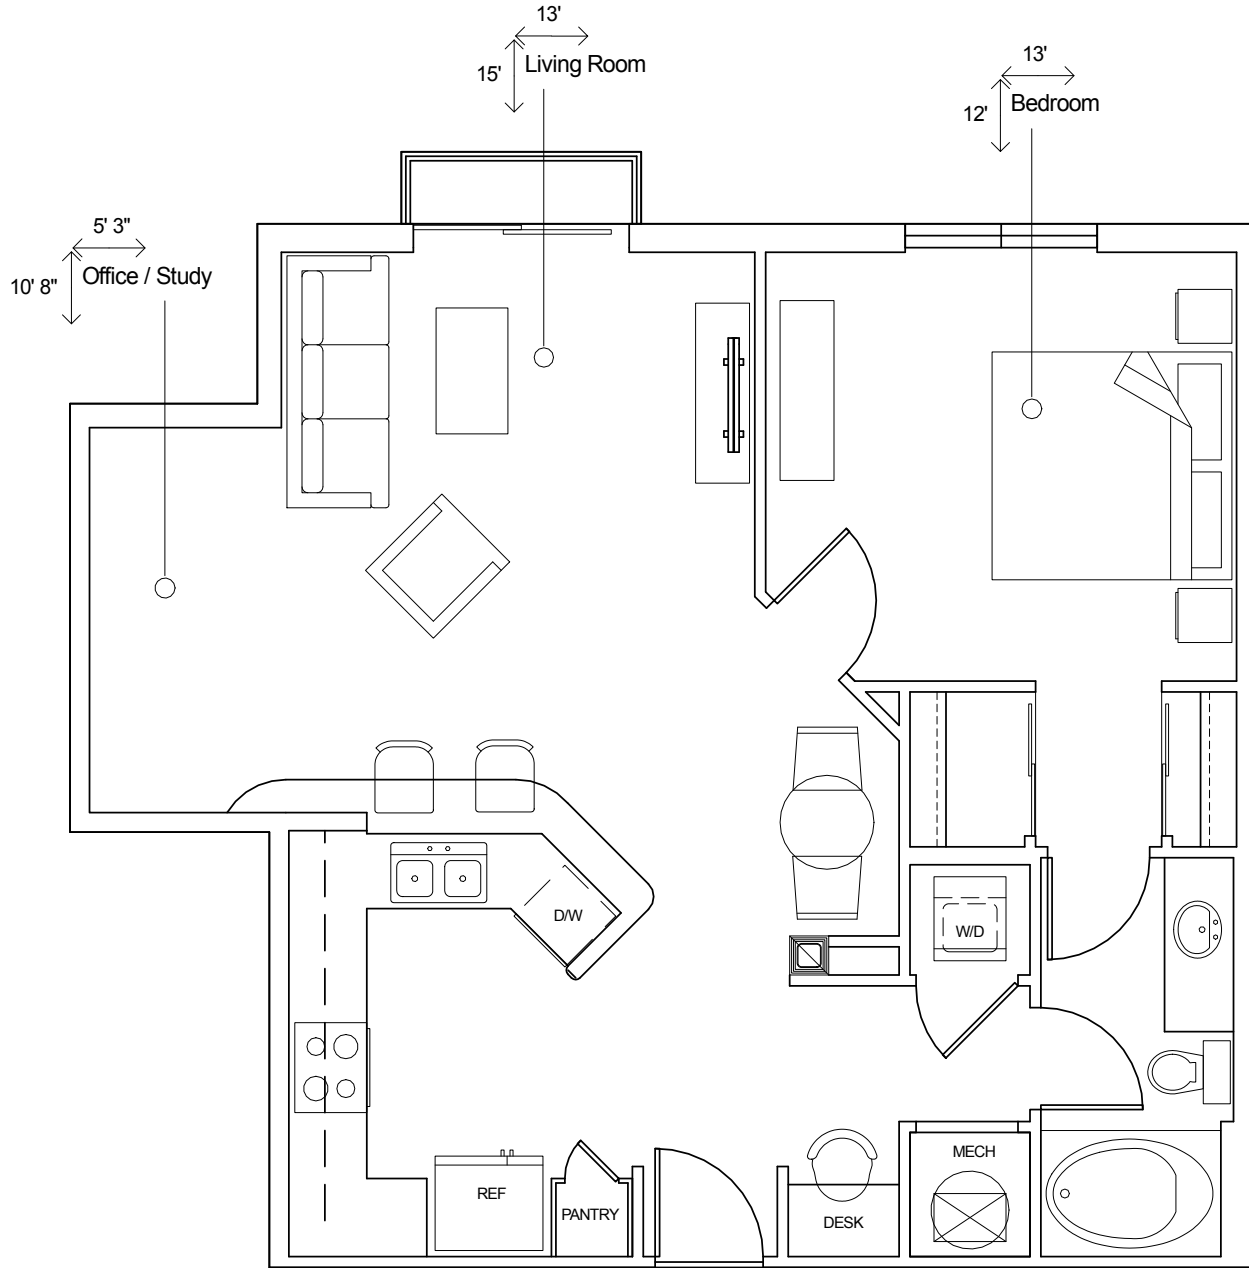 13'
15'
Living Room
13'
12'
Bedroom
5' 3"
10' 8"
Office / Study
D/W
W/D
MECH
REF
PANTRY
DESK